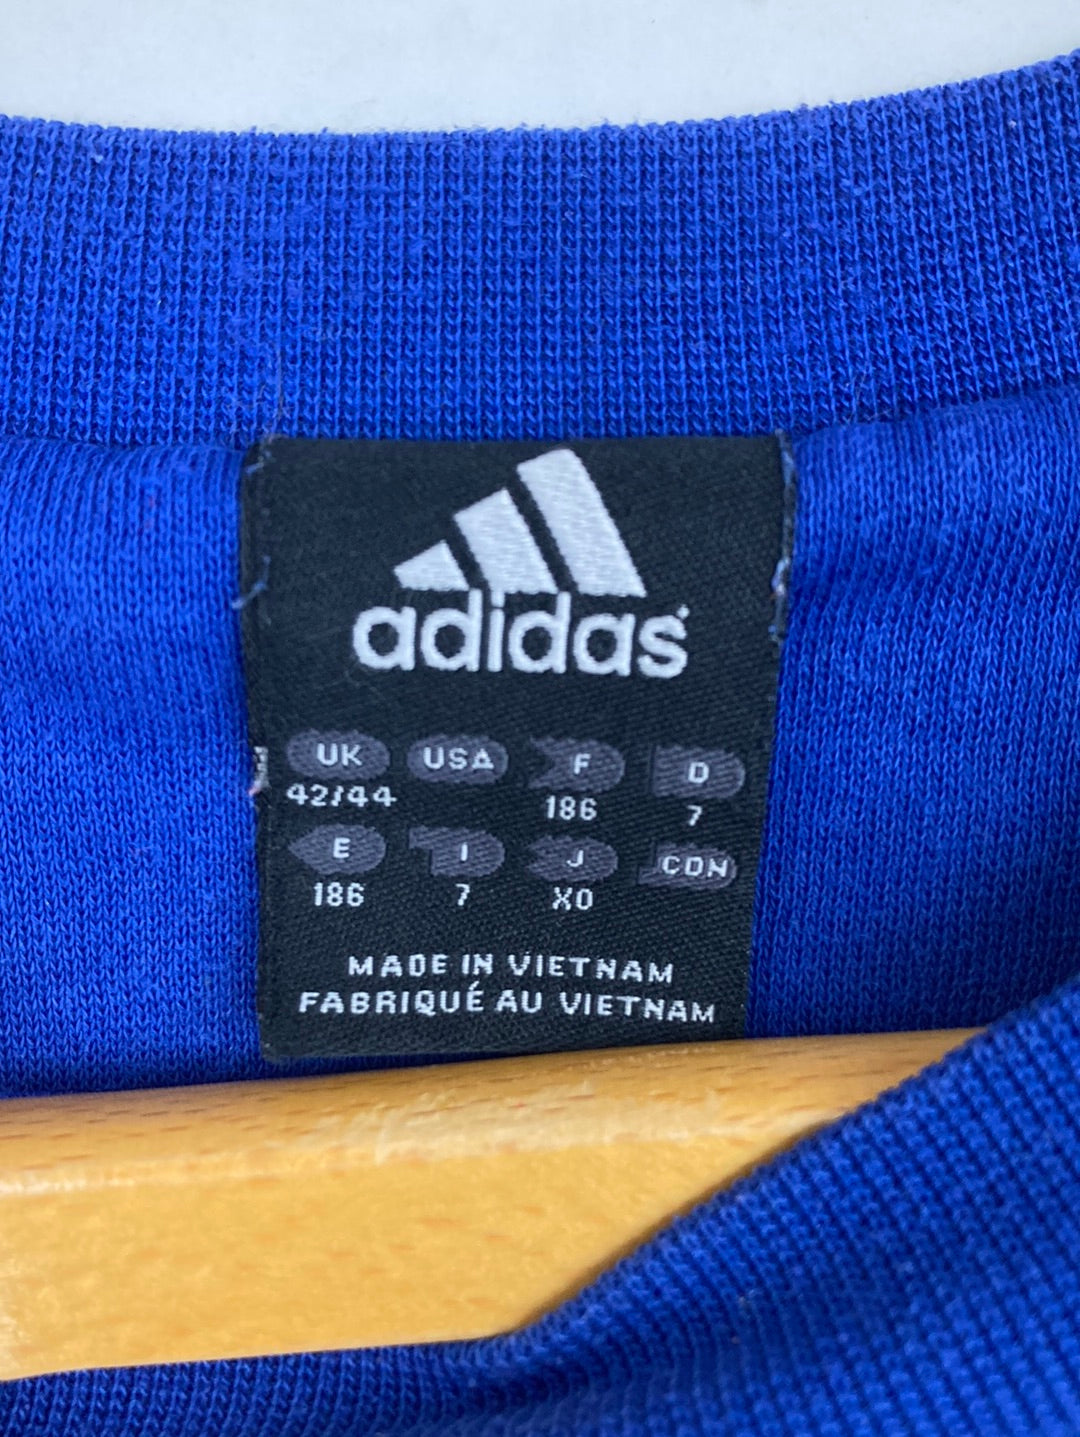 adidas
UK USA F D
42/44 186 7
E I J CDN
186 7 XO
MADE IN VIETNAM
FABRIQUÉ AU VIETNAM